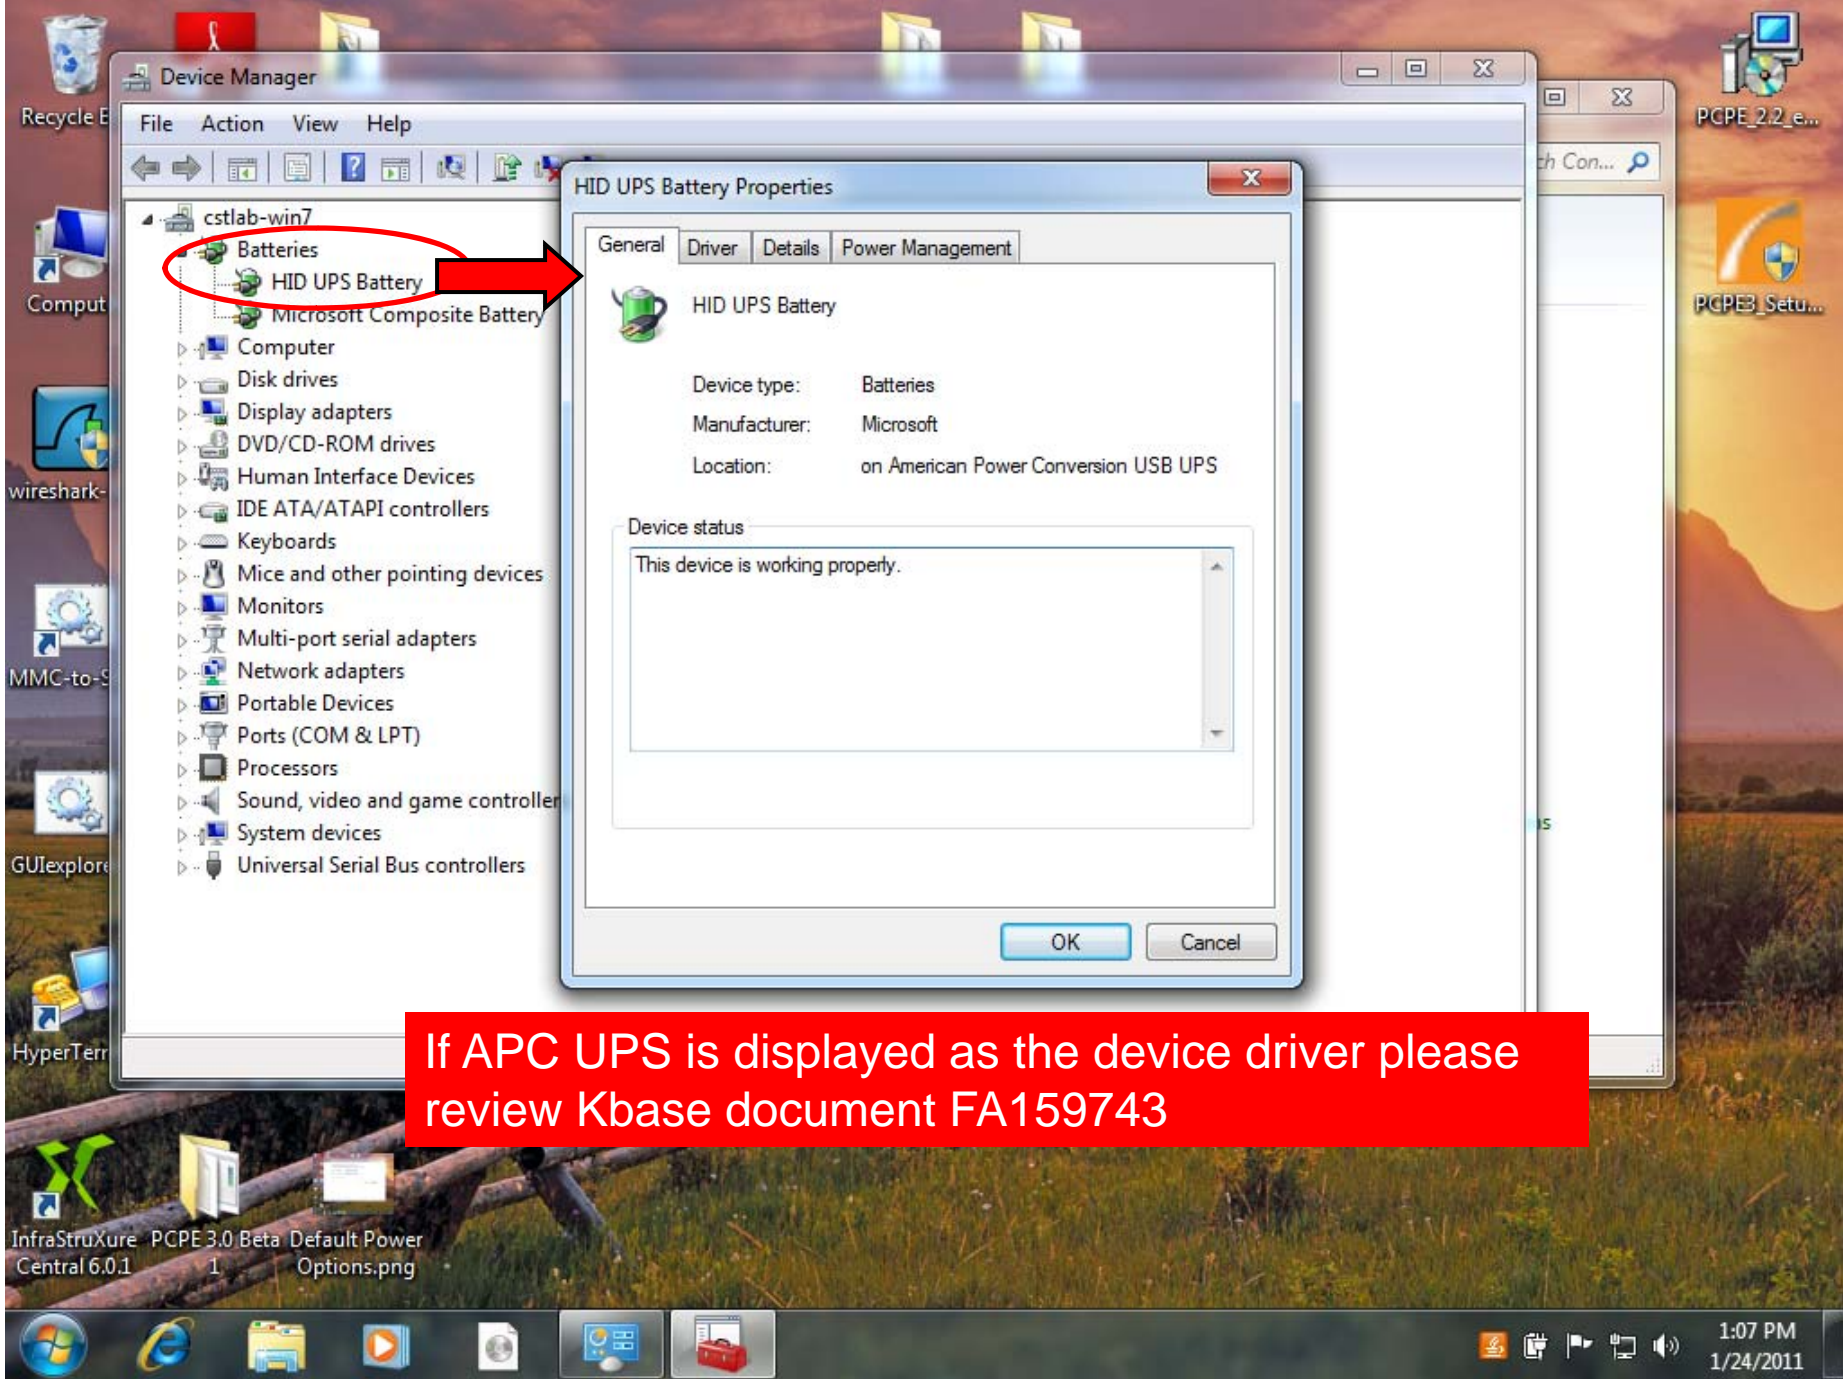 Recycle B
Device Manager
File Action View Help
ch Con...
PCPE_2.2_e...
cstlab-win7
Batteries
HID UPS Battery
Microsoft Composite Battery
Computer
Disk drives
Display adapters
DVD/CD-ROM drives
Human Interface Devices
IDE ATA/ATAPI controllers
Keyboards
Mice and other pointing devices
Monitors
Multi-port serial adapters
Network adapters
Portable Devices
Ports (COM & LPT)
Processors
Sound, video and game controller
System devices
Universal Serial Bus controllers
HID UPS Battery Properties
General Driver Details Power Management
HID UPS Battery
Device type: Batteries
Manufacturer: Microsoft
Location: on American Power Conversion USB UPS
Device status
This device is working properly.
OK Cancel
Comput
PCPE3_Setu...
wireshark-
MMC-to-S
GUIexplore
HyperTerr
If APC UPS is displayed as the device driver please
review Kbase document FA159743
InfraStruXure
Central 6.0.1
PCPE 3.0 Beta
1
Default Power
Options.png
1:07 PM
1/24/2011